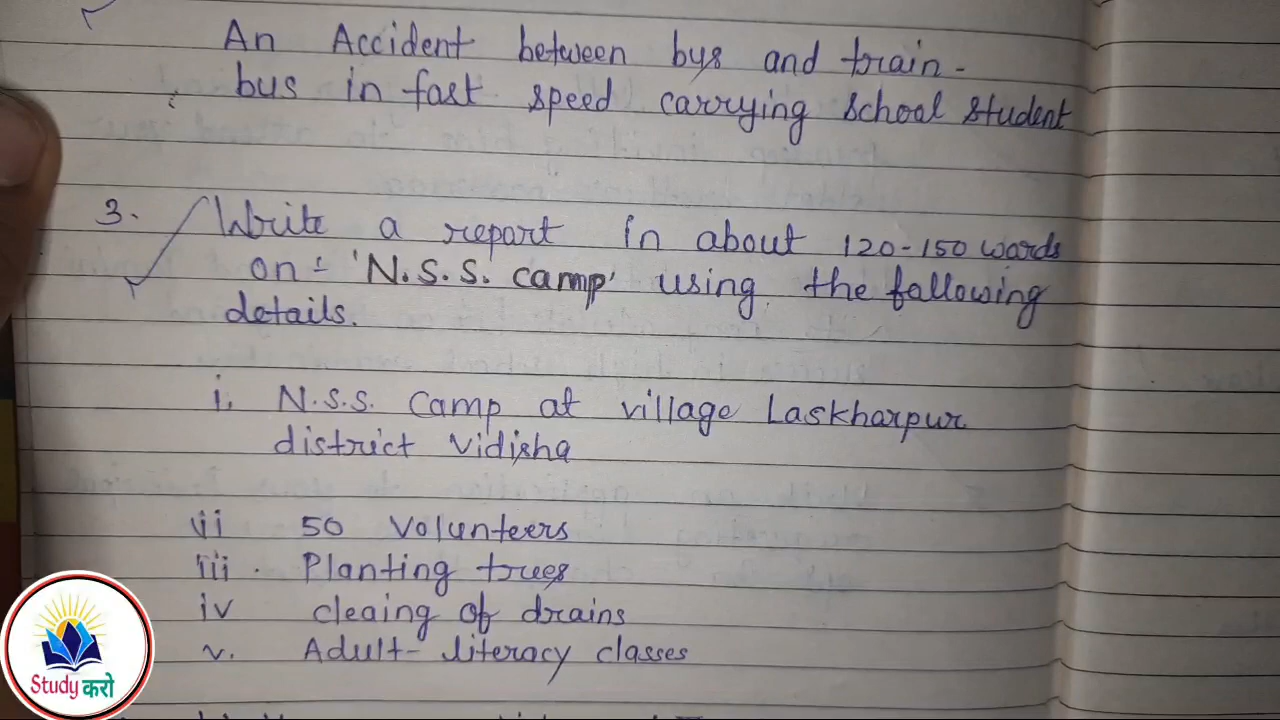 An Accident between bus and train -
bus in fast speed carrying school student
3. Write a report in about 120-150 words
on:- 'N.S.S. camp' using the following
details.
i. N.S.S. Camp at village Laskharpur
district Vidisha
ii 50 Volunteers
iii. Planting trees
iv cleaing of drains
v. Adult- literacy classes
Study करो